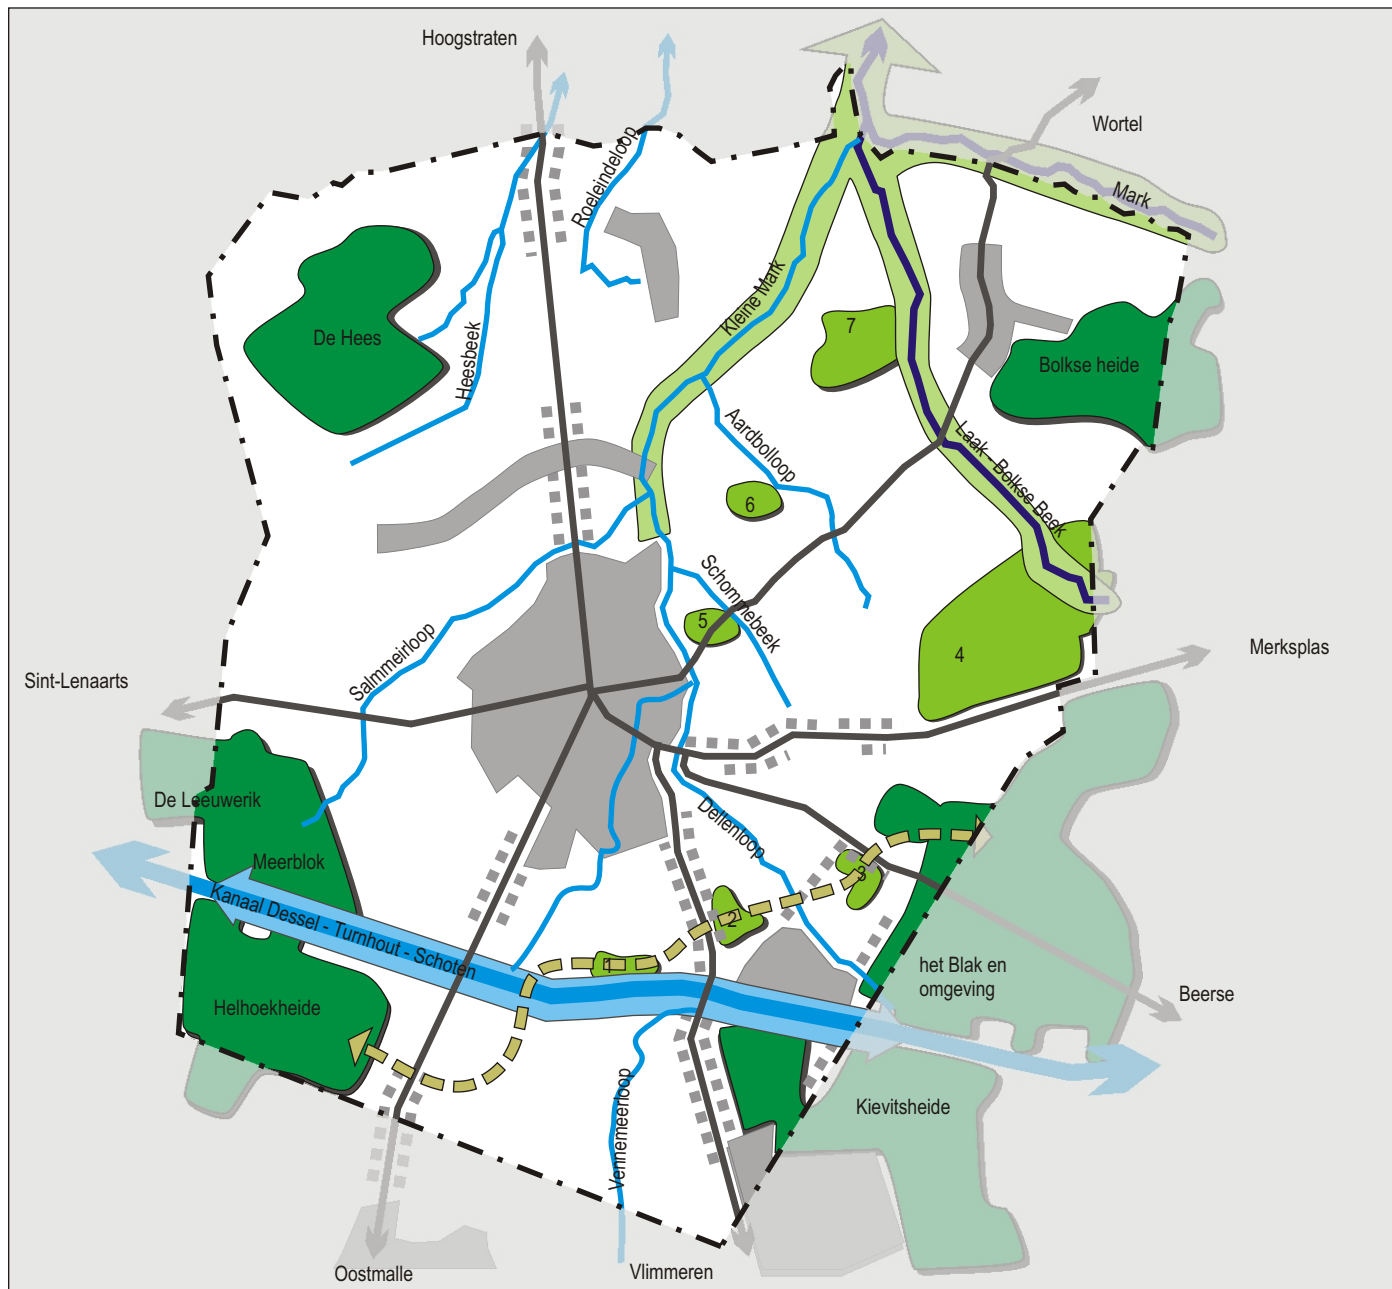 Hoogstraten
Wortel
Roeleindeloop
Mark
Kleine Mark
7
De Hees
Heesbeek
Bolkse heide
Aardbolloop
Laak - Bolkse Beek
6
Schommebeek
5
4
Salmmeirloop
Merksplas
Sint-Lenaarts
De Leeuwerik
Meerblok
Deilenloop
3
Kanaal Dessel - Turnhout - Schoten
2
1
het Blak en
omgeving
Beerse
Helhoekheide
Vennemeerloop
Kievitsheide
Oostmalle
Vlimmeren